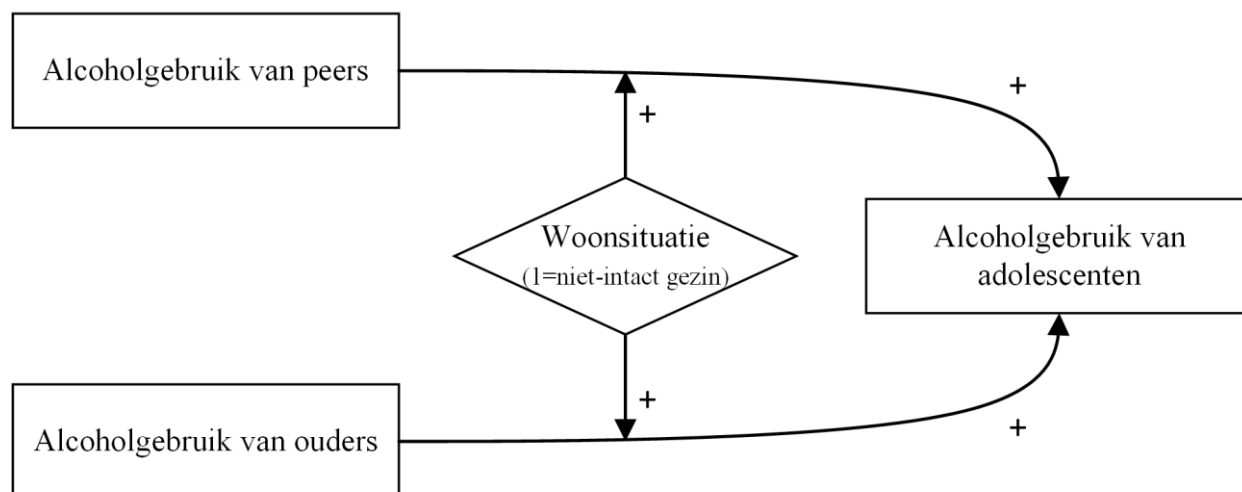 Alcoholgebruik van peers
+
+
Woonsituatie
(1=niet-intact gezin)
Alcoholgebruik van
adolescenten
+
Alcoholgebruik van ouders
+